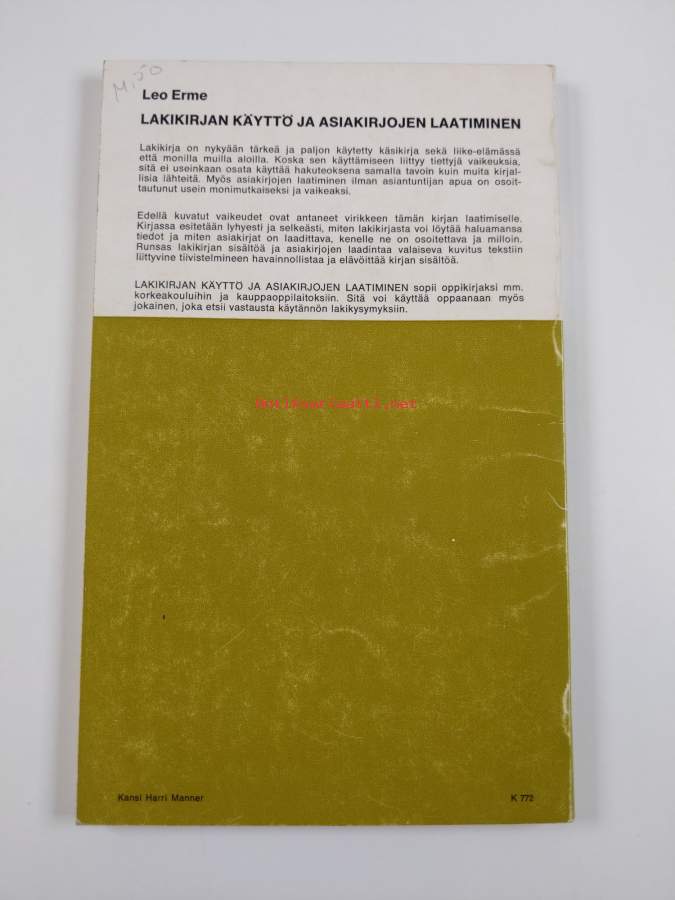 Leo Erme
LAKIKIRJAN KÄYTTÖ JA ASIAKIRJOJEN LAATIMINEN
Lakikirja on nykyään tärkeä ja paljon käytetty käsikirja sekä liike-elämässä
että monilla muilla aloilla. Koska sen käyttämiseen liittyy tiettyjä vaikeuksia,
sitä ei useinkaan osata käyttää hakuteoksena samalla tavoin kuin muita kirjal-
lisia lähteitä. Myös asiakirjojen laatiminen ilman asiantuntijan apua on osoit-
tautunut usein monimutkaiseksi ja vaikeaksi.
Edellä kuvatut vaikeudet ovat antaneet virikkeen tämän kirjan laatimiselle.
Kirjassa esitetään lyhyesti ja selkeästi, miten lakikirjasta voi löytää haluamansa
tiedot ja miten asiakirjat on laadittava, kenelle ne on osoitettava ja milloin.
Runsas lakikirjan sisältöä ja asiakirjojen laadintaa valaiseva kuvitus tekstiin
liittyvine tiivistelmineen havainnollistaa ja elävöittää kirjan sisältöä.
LAKIKIRJAN KÄYTTÖ JA ASIAKIRJOJEN LAATIMINEN sopii oppikirjaksi mm.
korkeakouluihin ja kauppaoppilaitoksiin. Sitä voi käyttää oppaanaan myös
jokainen, joka etsii vastausta käytännön lakikysymyksiin.
Kansi Harri Manner
K 772